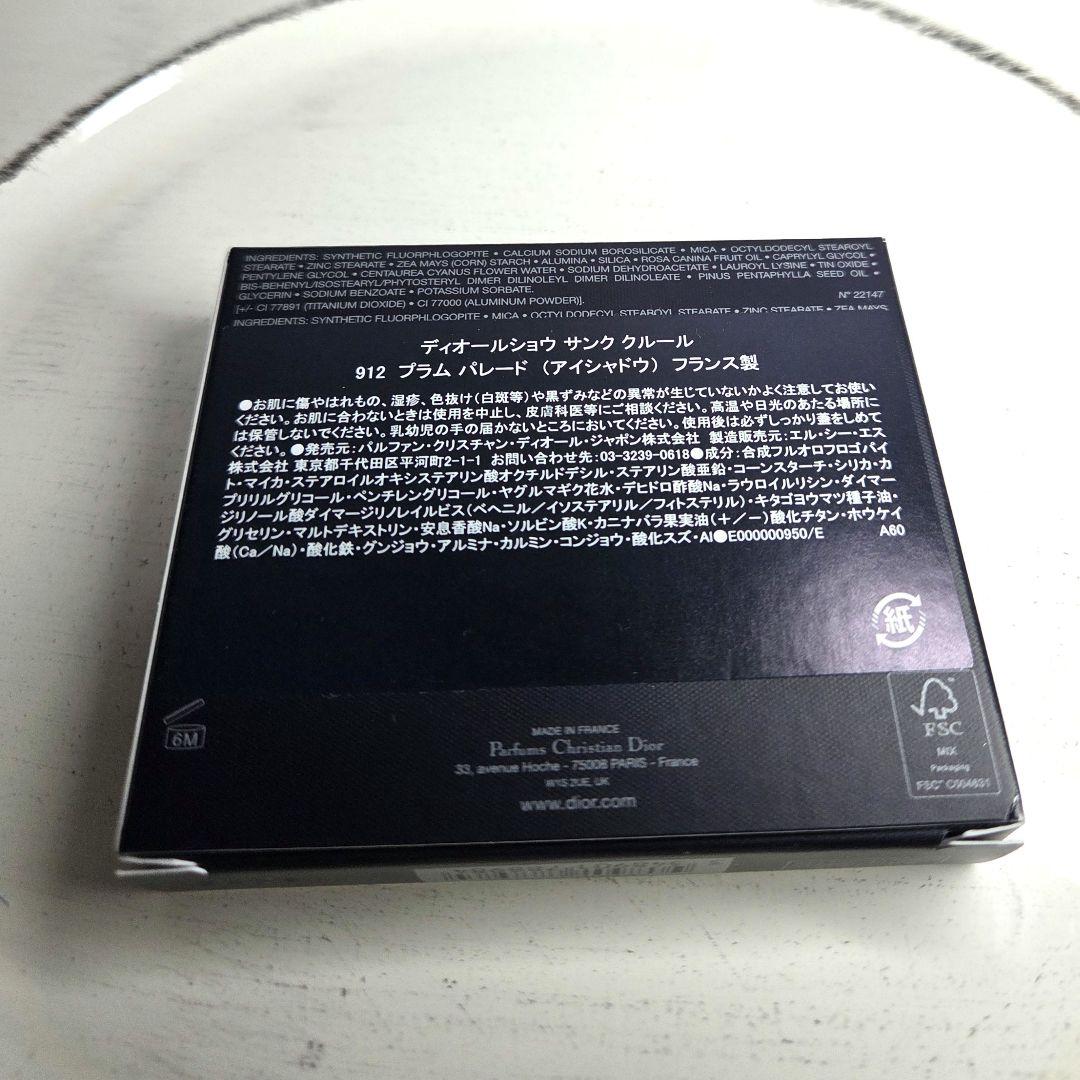 INGREDIENTS: SYNTHETIC FLUORPHLOGOPITE • CALCIUM SODIUM BOROSILICATE • MICA • OCTYLDODECYL STEAROYL
STEARATE • ZINC STEARATE • ZEA MAYS (CORN) STARCH • ALUMINA • SILICA • ROSA CANINA FRUIT OIL • CAPRYLYL GLYCOL •
PENTYLENE GLYCOL • CENTAUREA CYANUS FLOWER WATER • SODIUM DEHYDROACETATE • LAUROYL LYSINE • TIN OXIDE •
BIS-BEHENYL/ISOSTEARYL/PHYTOSTERYL DIMER DILINOLEYL DIMER DILINOLEATE • PINUS PENTAPHYLLA SEED OIL •
GLYCERIN • SODIUM BENZOATE • POTASSIUM SORBATE.
[+/- CI 77891 (TITANIUM DIOXIDE) • CI 77000 (ALUMINUM POWDER)]. N° 22147
INGREDIENTS: SYNTHETIC FLUORPHLOGOPITE • MICA • OCTYLDODECYL STEAROYL STEARATE • ZINC STEARATE • ZEA MAYS
ディオールショウ サンク クルール
912 プラム パレード (アイシャドウ) フランス製
●お肌に傷やはれもの、湿疹、色抜け(白斑等)や黒ずみなどの異常が生じていないかよく注意してお使い
ください。お肌に合わないときは使用を中止し、皮膚科医等にご相談ください。高温や日光のあたる場所に
は保管しないでください。乳幼児の手の届かないところにおいてください。使用後は必ずしっかり蓋をしめて
ください。●発売元:パルファン・クリスチャン・ディオール・ジャポン株式会社 製造販売元:エル・シー・エス
株式会社 東京都千代田区平河町2-1-1 お問い合わせ先:03-3239-0618●成分:合成フルオロフロゴパイ
ト・マイカ・ステアロイルオキシステアリン酸オクチルドデシル・ステアリン酸亜鉛・コーンスターチ・シリカ・カ
プリリルグリコール・ペンチレングリコール・ヤグルマギク花水・デヒドロ酢酸Na・ラウロイルリシン・ダイマー
ジリノール酸ダイマージリノレイルビス(ベヘニル/イソステアリル/フィトステリル)・キタゴヨウマツ種子油・
グリセリン・マルトデキストリン・安息香酸Na・ソルビン酸K・カニナバラ果実油(+/-)酸化チタン・ホウケイ
酸(Ca/Na)・酸化鉄・グンジョウ・アルミナ・カルミン・コンジョウ・酸化スズ・Al●E000000950/E A60
紙
6M
MADE IN FRANCE
Parfums Christian Dior
33, avenue Hoche - 75008 PARIS - France
W1S 2UE, UK
www.dior.com
FSC
MIX
Packaging
FSC™ C004631